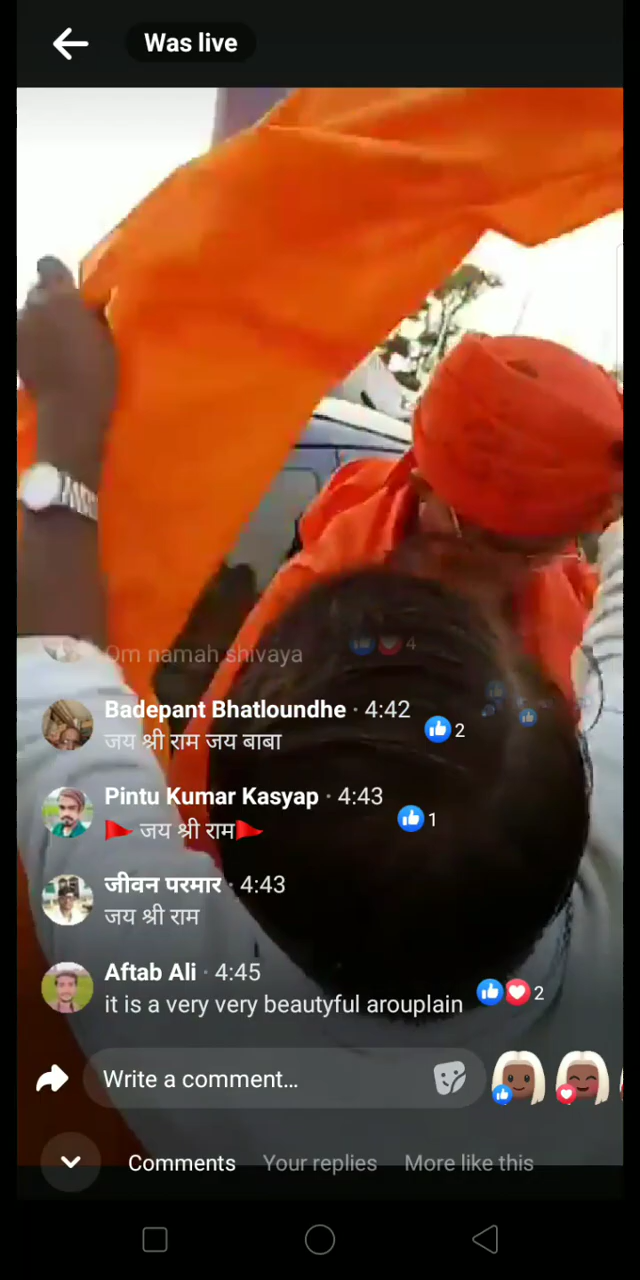 Was live
Om namah shivaya
4
Badepant Bhatloundhe · 4:42
जय श्री राम जय बाबा
2
Pintu Kumar Kasyap · 4:43
🚩 जय श्री राम🚩
1
जीवन परमार · 4:43
जय श्री राम
Aftab Ali · 4:45
it is a very very beautyful arouplain
2
Write a comment...
Comments Your replies More like this